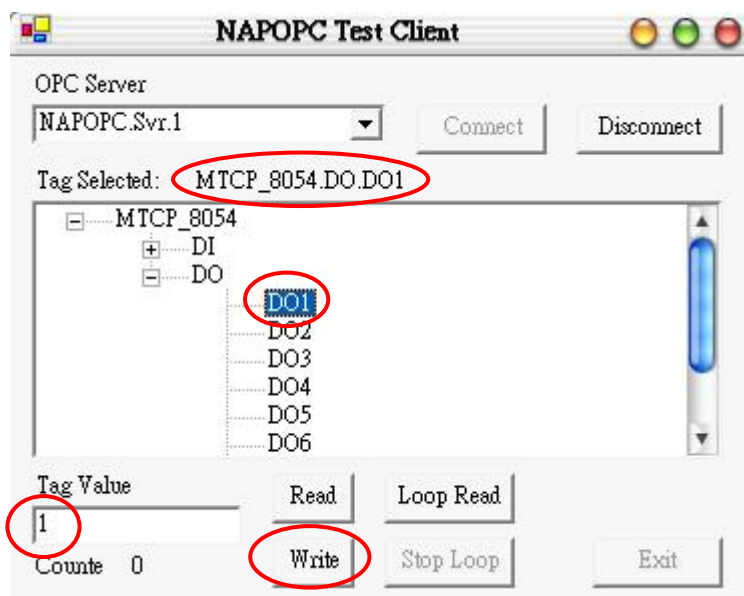 NAPOPC Test Client
OPC Server
NAPOPC.Svr.1
Connect
Disconnect
Tag Selected: MTCP_8054.DO.DO1
MTCP_8054
DI
DO
DO1
DO2
DO3
DO4
DO5
DO6
Tag Value
Read
Loop Read
1
Counte 0
Write
Stop Loop
Exit